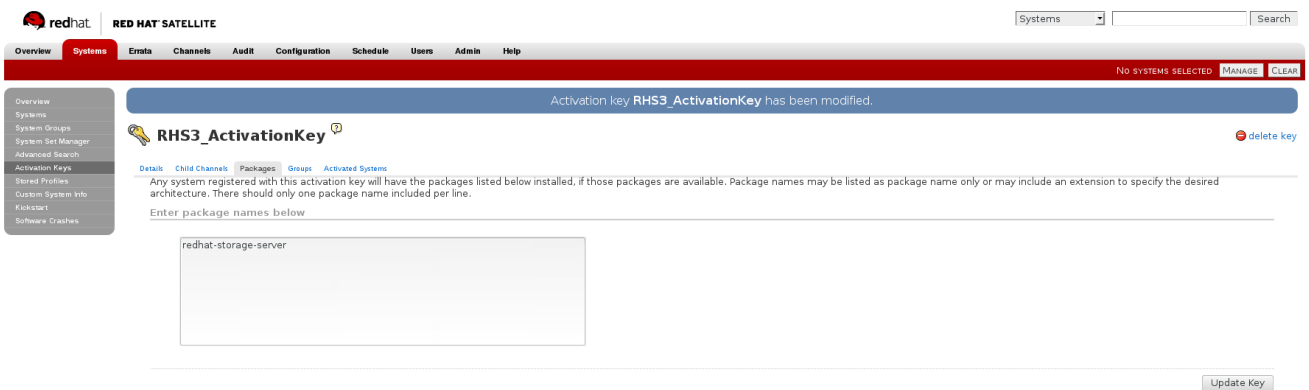 redhat. RED HAT SATELLITE Systems Search
Overview Systems Errata Channels Audit Configuration Schedule Users Admin Help
NO SYSTEMS SELECTED MANAGE CLEAR
Overview
Systems
System Groups
System Set Manager
Advanced Search
Activation Keys
Stored Profiles
Custom System Info
Kickstart
Software Crashes
Activation key RHS3_ActivationKey has been modified.
RHS3_ActivationKey ? delete key
Details Child Channels Packages Groups Activated Systems
Any system registered with this activation key will have the packages listed below installed, if those packages are available. Package names may be listed as package name only or may include an extension to specify the desired
architecture. There should only one package name included per line.
Enter package names below
redhat-storage-server
Update Key